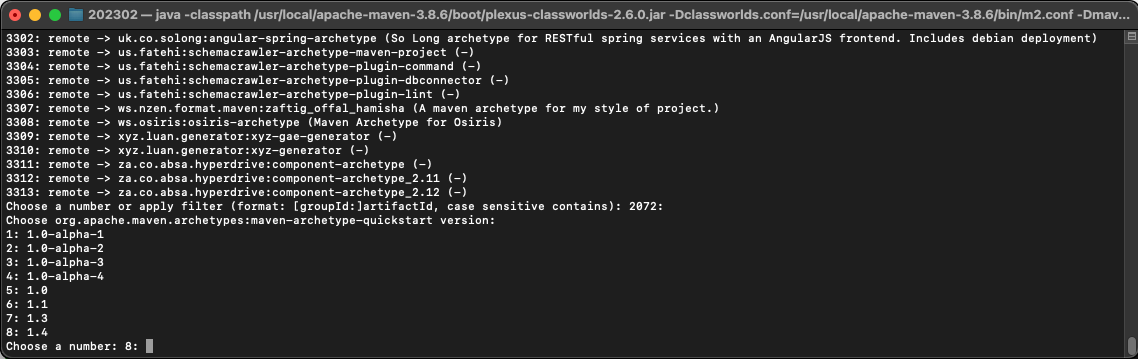 202302 — java -classpath /usr/local/apache-maven-3.8.6/boot/plexus-classworlds-2.6.0.jar -Dclassworlds.conf=/usr/local/apache-maven-3.8.6/bin/m2.conf -Dmav...
3302: remote -> uk.co.solong:angular-spring-archetype (So Long archetype for RESTful spring services with an AngularJS frontend. Includes debian deployment)
3303: remote -> us.fatehi:schemacrawler-archetype-maven-project (-)
3304: remote -> us.fatehi:schemacrawler-archetype-plugin-command (-)
3305: remote -> us.fatehi:schemacrawler-archetype-plugin-dbconnector (-)
3306: remote -> us.fatehi:schemacrawler-archetype-plugin-lint (-)
3307: remote -> ws.nzen.format.maven:zaftig_offal_hamisha (A maven archetype for my style of project.)
3308: remote -> ws.osiris:osiris-archetype (Maven Archetype for Osiris)
3309: remote -> xyz.luan.generator:xyz-gae-generator (-)
3310: remote -> xyz.luan.generator:xyz-generator (-)
3311: remote -> za.co.absa.hyperdrive:component-archetype (-)
3312: remote -> za.co.absa.hyperdrive:component-archetype_2.11 (-)
3313: remote -> za.co.absa.hyperdrive:component-archetype_2.12 (-)
Choose a number or apply filter (format: [groupId:]artifactId, case sensitive contains): 2072:
Choose org.apache.maven.archetypes:maven-archetype-quickstart version:
1: 1.0-alpha-1
2: 1.0-alpha-2
3: 1.0-alpha-3
4: 1.0-alpha-4
5: 1.0
6: 1.1
7: 1.3
8: 1.4
Choose a number: 8: